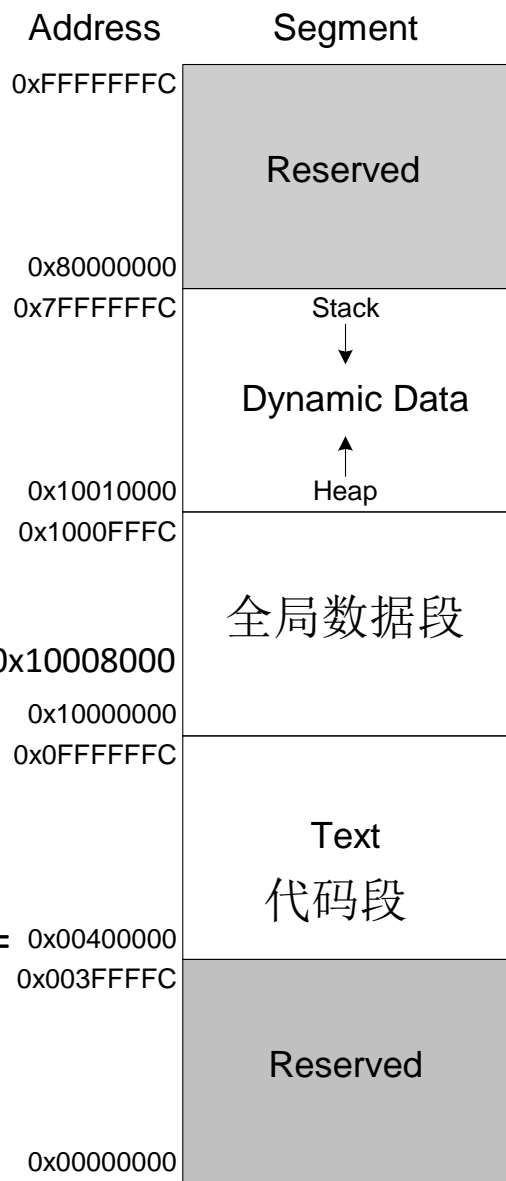 Address Segment
0xFFFFFFFC
Reserved
0x80000000
0x7FFFFFFC Stack
Dynamic Data
0x10010000 Heap
0x1000FFFC
全局数据段
0x10008000
0x10000000
0x0FFFFFFC
Text
代码段
= 0x00400000
0x003FFFFC
Reserved
0x00000000